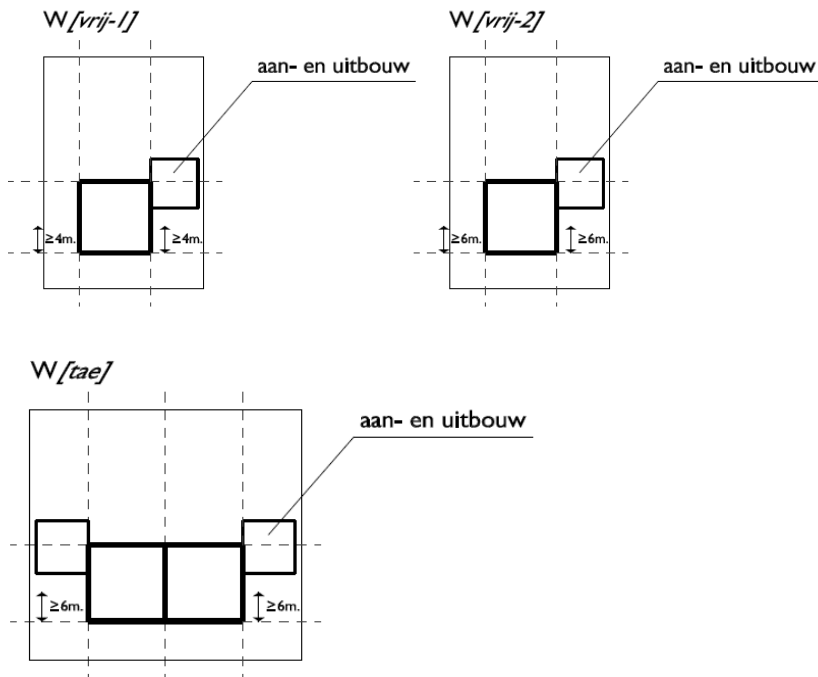 W [vrij-1]
aan- en uitbouw
≥4m. ≥4m.
W [vrij-2]
aan- en uitbouw
≥6m. ≥6m.
W [tae]
aan- en uitbouw
≥6m. ≥6m.